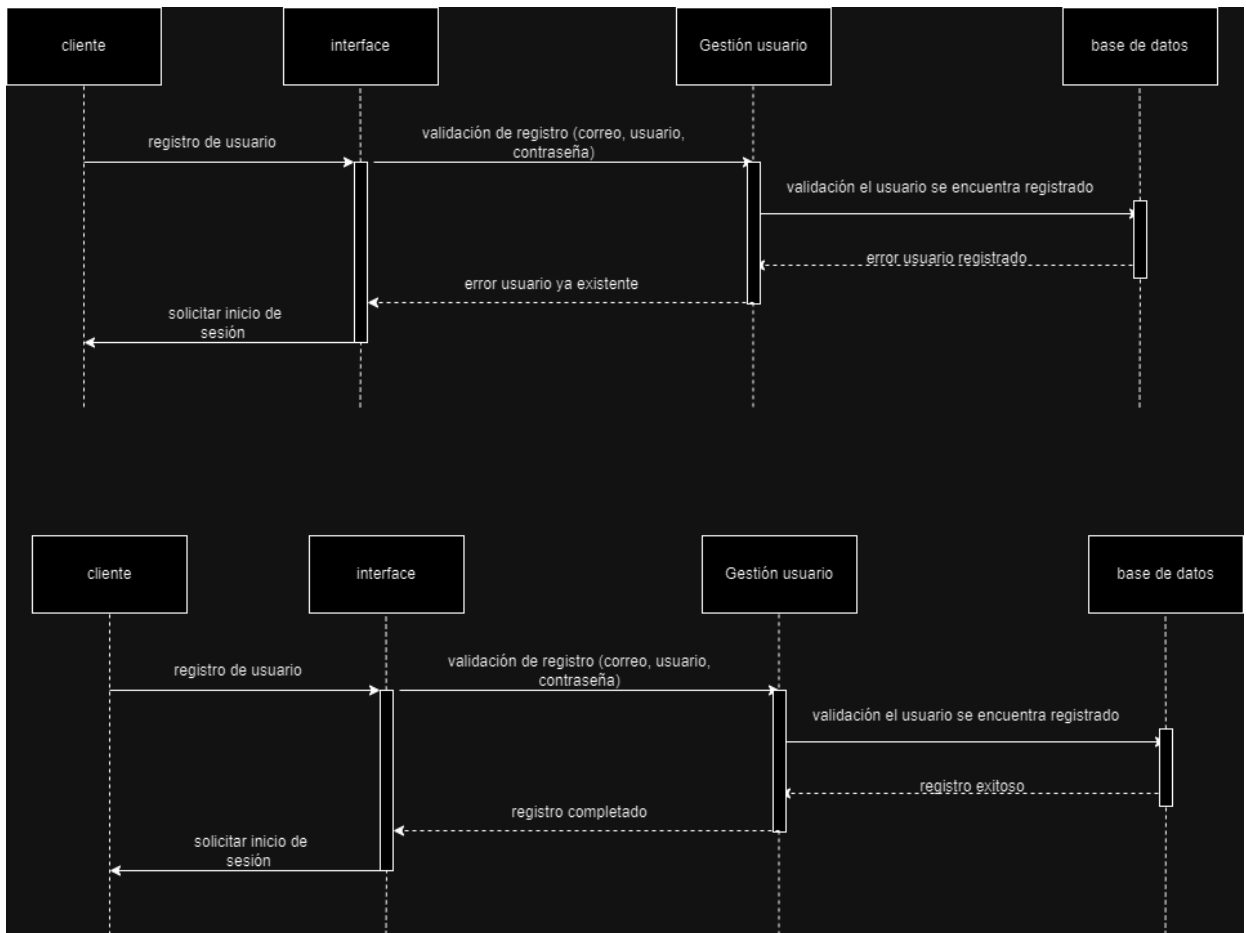 cliente
interface
Gestión usuario
base de datos
registro de usuario
validación de registro (correo, usuario,
contraseña)
validación el usuario se encuentra registrado
error usuario registrado
error usuario ya existente
solicitar inicio de
sesión
cliente
interface
Gestión usuario
base de datos
registro de usuario
validación de registro (correo, usuario,
contraseña)
validación el usuario se encuentra registrado
registro exitoso
registro completado
solicitar inicio de
sesión